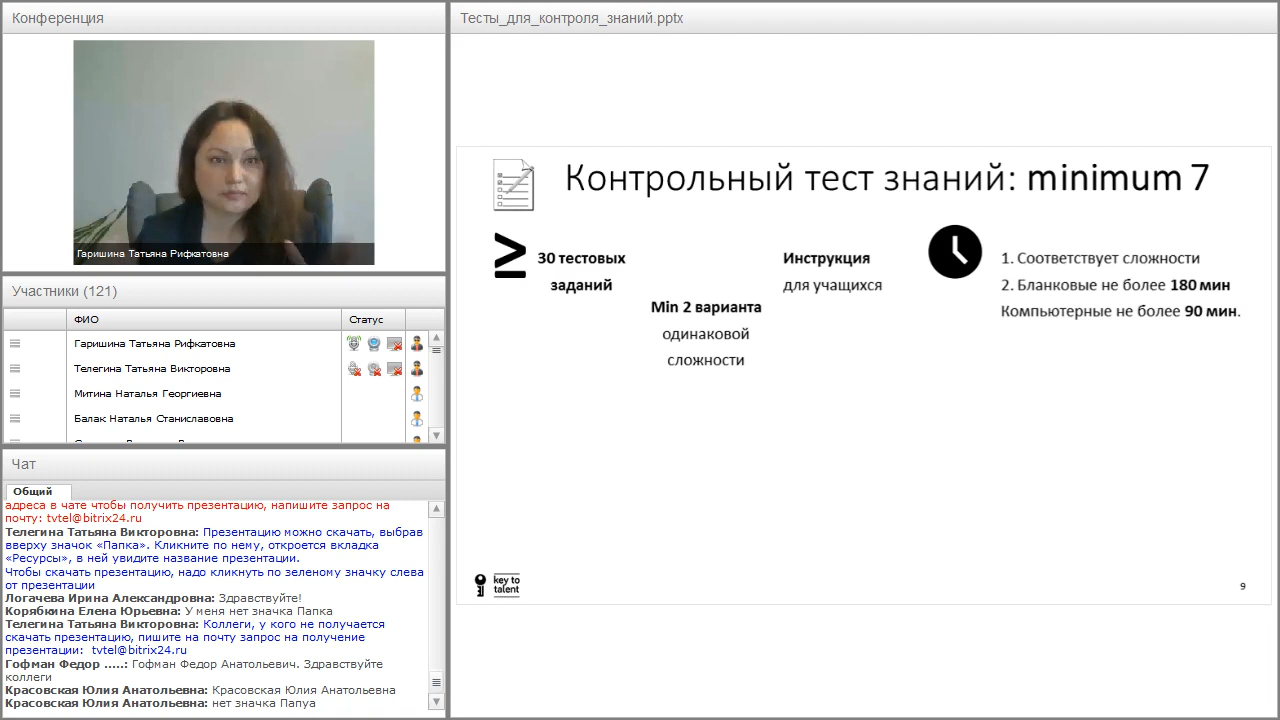 Конференция
Гаришина Татьяна Рифкатовна
Участники (121)
ФИО
Статус
Гаришина Татьяна Рифкатовна
Телегина Татьяна Викторовна
Митина Наталья Георгиевна
Балак Наталья Станиславовна
Чат
Общий
адреса в чате чтобы получить презентацию, напишите запрос на
почту: tvtel@bitrix24.ru
Телегина Татьяна Викторовна: Презентацию можно скачать, выбрав
вверху значок «Папка». Кликните по нему, откроется вкладка
«Ресурсы», в ней увидите название презентации.
Чтобы скачать презентацию, надо кликнуть по зеленому значку слева
от презентации
Логачева Ирина Александровна: Здравствуйте!
Корябкина Елена Юрьевна: У меня нет значка Папка
Телегина Татьяна Викторовна: Коллеги, у кого не получается
скачать презентацию, пишите на почту запрос на получение
презентации: tvtel@bitrix24.ru
Гофман Федор .....: Гофман Федор Анатольевич. Здравствуйте
коллеги
Красовская Юлия Анатольевна: Красовская Юлия Анатольевна
Красовская Юлия Анатольевна: нет значка Папуа
Тесты_для_контроля_знаний.pptx
Контрольный тест знаний: minimum 7
≥ 30 тестовых
заданий
Min 2 варианта
одинаковой
сложности
Инструкция
для учащихся
1. Соответствует сложности
2. Бланковые не более 180 мин
Компьютерные не более 90 мин.
key to
talent
9